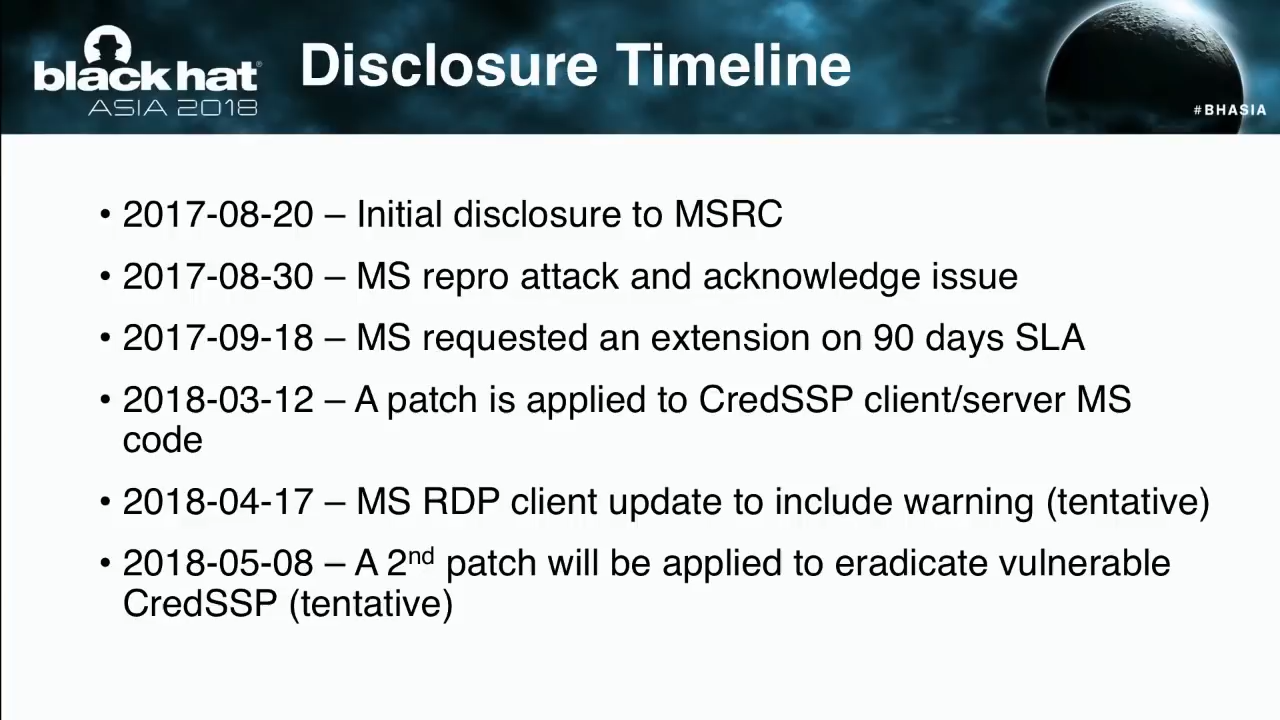 black hat®
ASIA 2018
Disclosure Timeline
#BHASIA
• 2017-08-20 – Initial disclosure to MSRC
• 2017-08-30 – MS repro attack and acknowledge issue
• 2017-09-18 – MS requested an extension on 90 days SLA
• 2018-03-12 – A patch is applied to CredSSP client/server MS
code
• 2018-04-17 – MS RDP client update to include warning (tentative)
• 2018-05-08 – A 2nd patch will be applied to eradicate vulnerable
CredSSP (tentative)